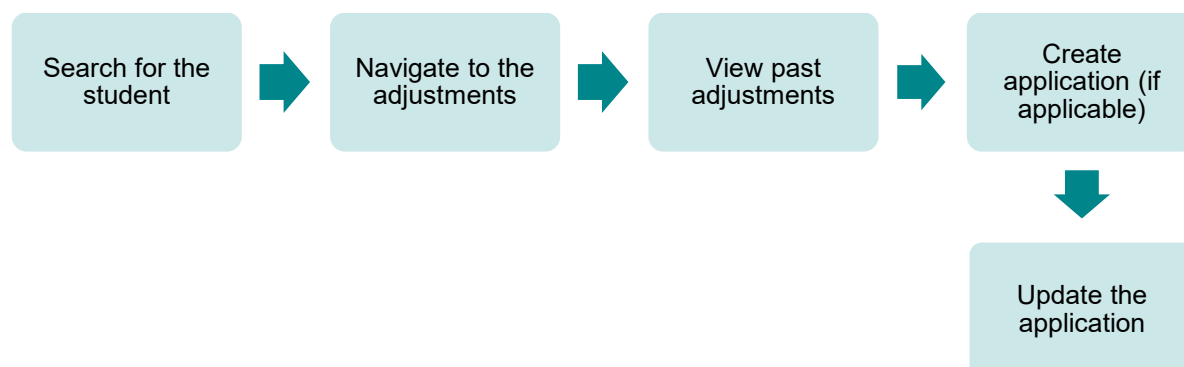 Search for the
student
Navigate to the
adjustments
View past
adjustments
Create
application (if
applicable)
Update the
application